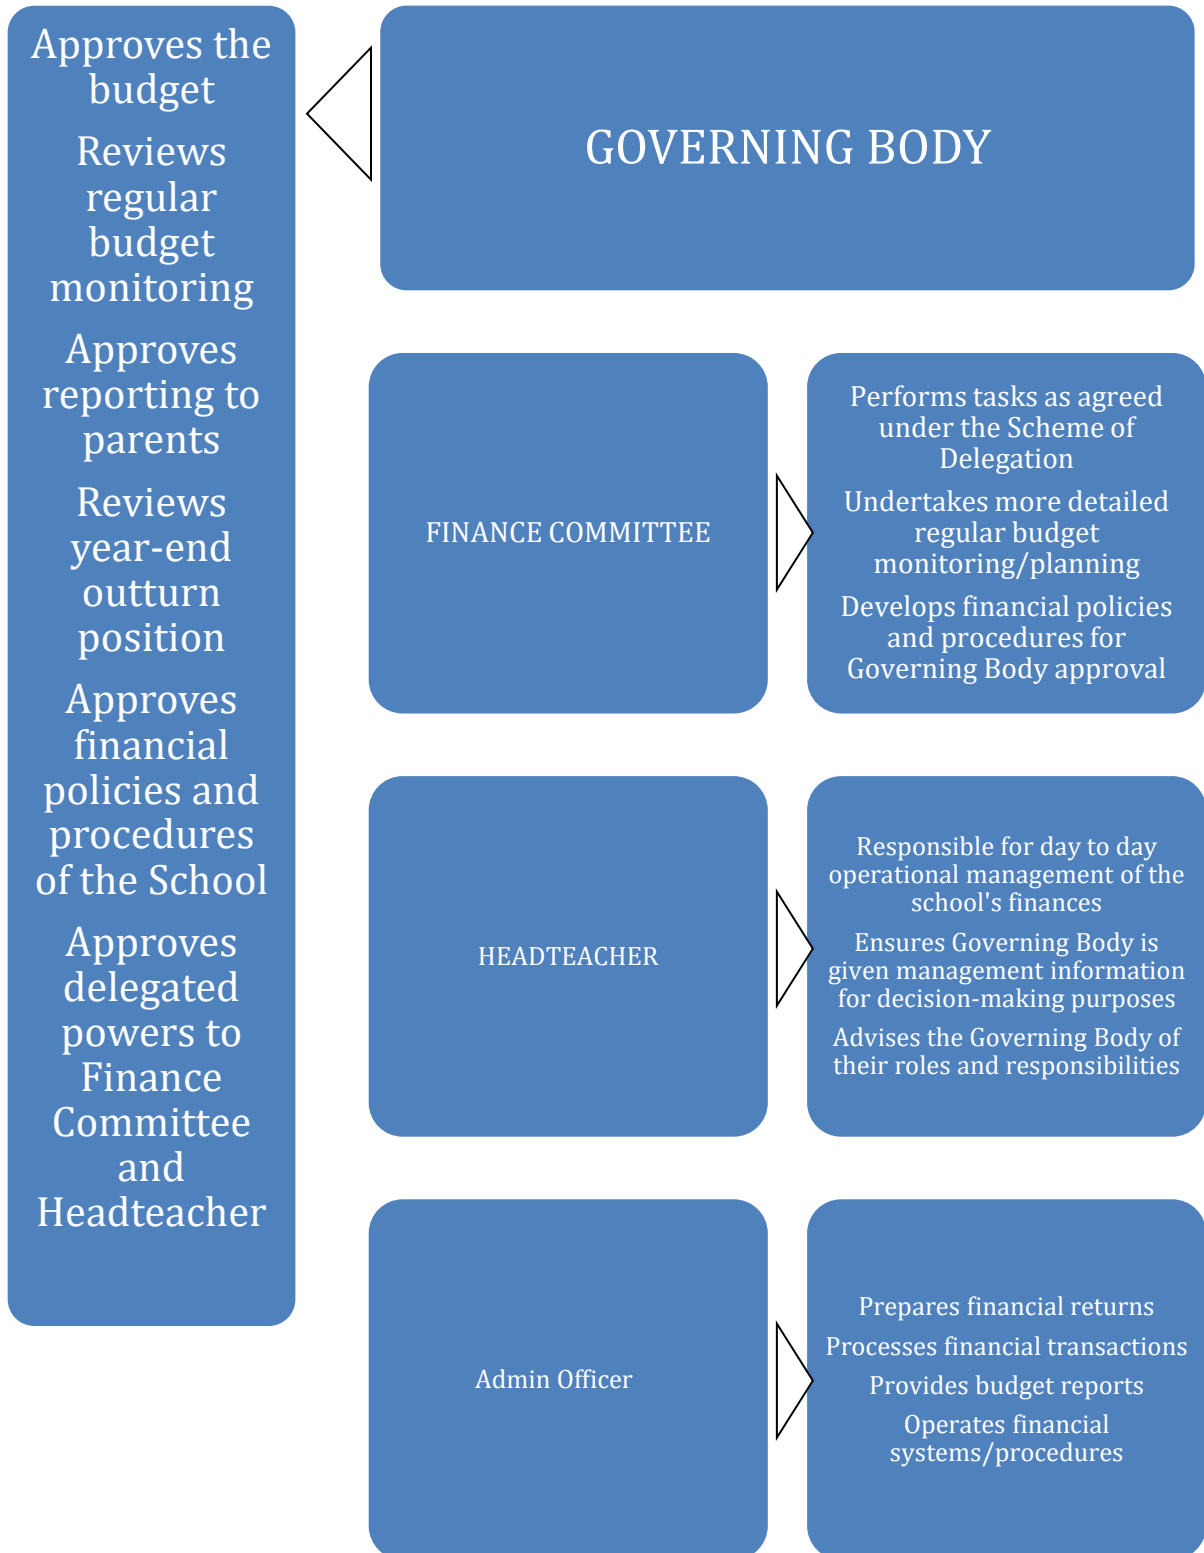 Approves the
budget
Reviews
regular
budget
monitoring
Approves
reporting to
parents
Reviews
year-end
outturn
position
Approves
financial
policies and
procedures
of the School
Approves
delegated
powers to
Finance
Committee
and
Headteacher
GOVERNING BODY
FINANCE COMMITTEE
Performs tasks as agreed
under the Scheme of
Delegation
Undertakes more detailed
regular budget
monitoring/planning
Develops financial policies
and procedures for
Governing Body approval
HEADTEACHER
Responsible for day to day
operational management of the
school's finances
Ensures Governing Body is
given management information
for decision-making purposes
Advises the Governing Body of
their roles and responsibilities
Admin Officer
Prepares financial returns
Processes financial transactions
Provides budget reports
Operates financial
systems/procedures